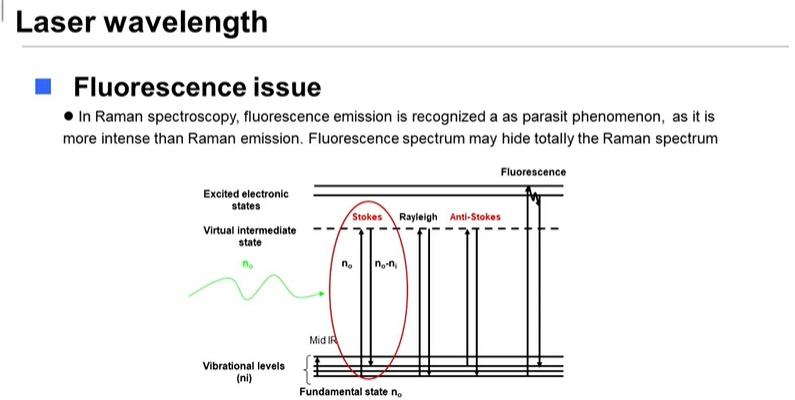 Laser wavelength
Fluorescence issue
● In Raman spectroscopy, fluorescence emission is recognized a as parasit phenomenon, as it is
more intense than Raman emission. Fluorescence spectrum may hide totally the Raman spectrum
Fluorescence
Excited electronic
states
Stokes Rayleigh Anti-Stokes
Virtual intermediate
state
n₀ n₀ n₀-nᵢ
Mid IR
Vibrational levels
(ni)
Fundamental state n₀